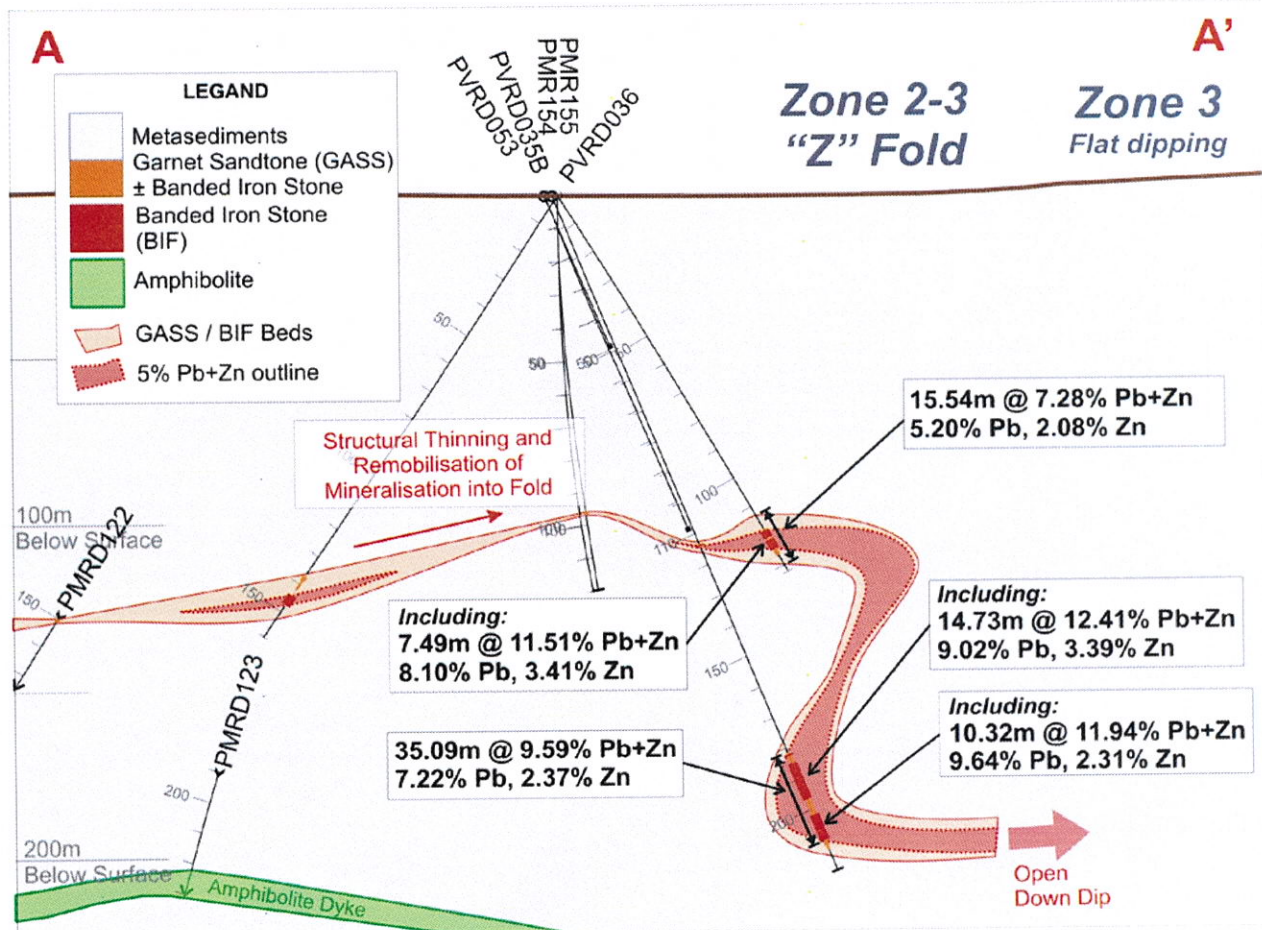 A
A'
LEGAND
Metasediments
Garnet Sandtone (GASS)
± Banded Iron Stone
Banded Iron Stone
(BIF)
Amphibolite
GASS / BIF Beds
5% Pb+Zn outline
PVRD053
PVRD035B
PMR154
PMR155
PVRD036
Zone 2-3
"Z" Fold
Zone 3
Flat dipping
50
50
50
50
Structural Thinning and
Remobilisation of
Mineralisation into Fold
15.54m @ 7.28% Pb+Zn
5.20% Pb, 2.08% Zn
100
100
110
100m
Below Surface
150
PMRD122
150
PMRD123
Including:
7.49m @ 11.51% Pb+Zn
8.10% Pb, 3.41% Zn
Including:
14.73m @ 12.41% Pb+Zn
9.02% Pb, 3.39% Zn
150
35.09m @ 9.59% Pb+Zn
7.22% Pb, 2.37% Zn
Including:
10.32m @ 11.94% Pb+Zn
9.64% Pb, 2.31% Zn
200
200
200m
Below Surface
Amphibolite Dyke
Open
Down Dip